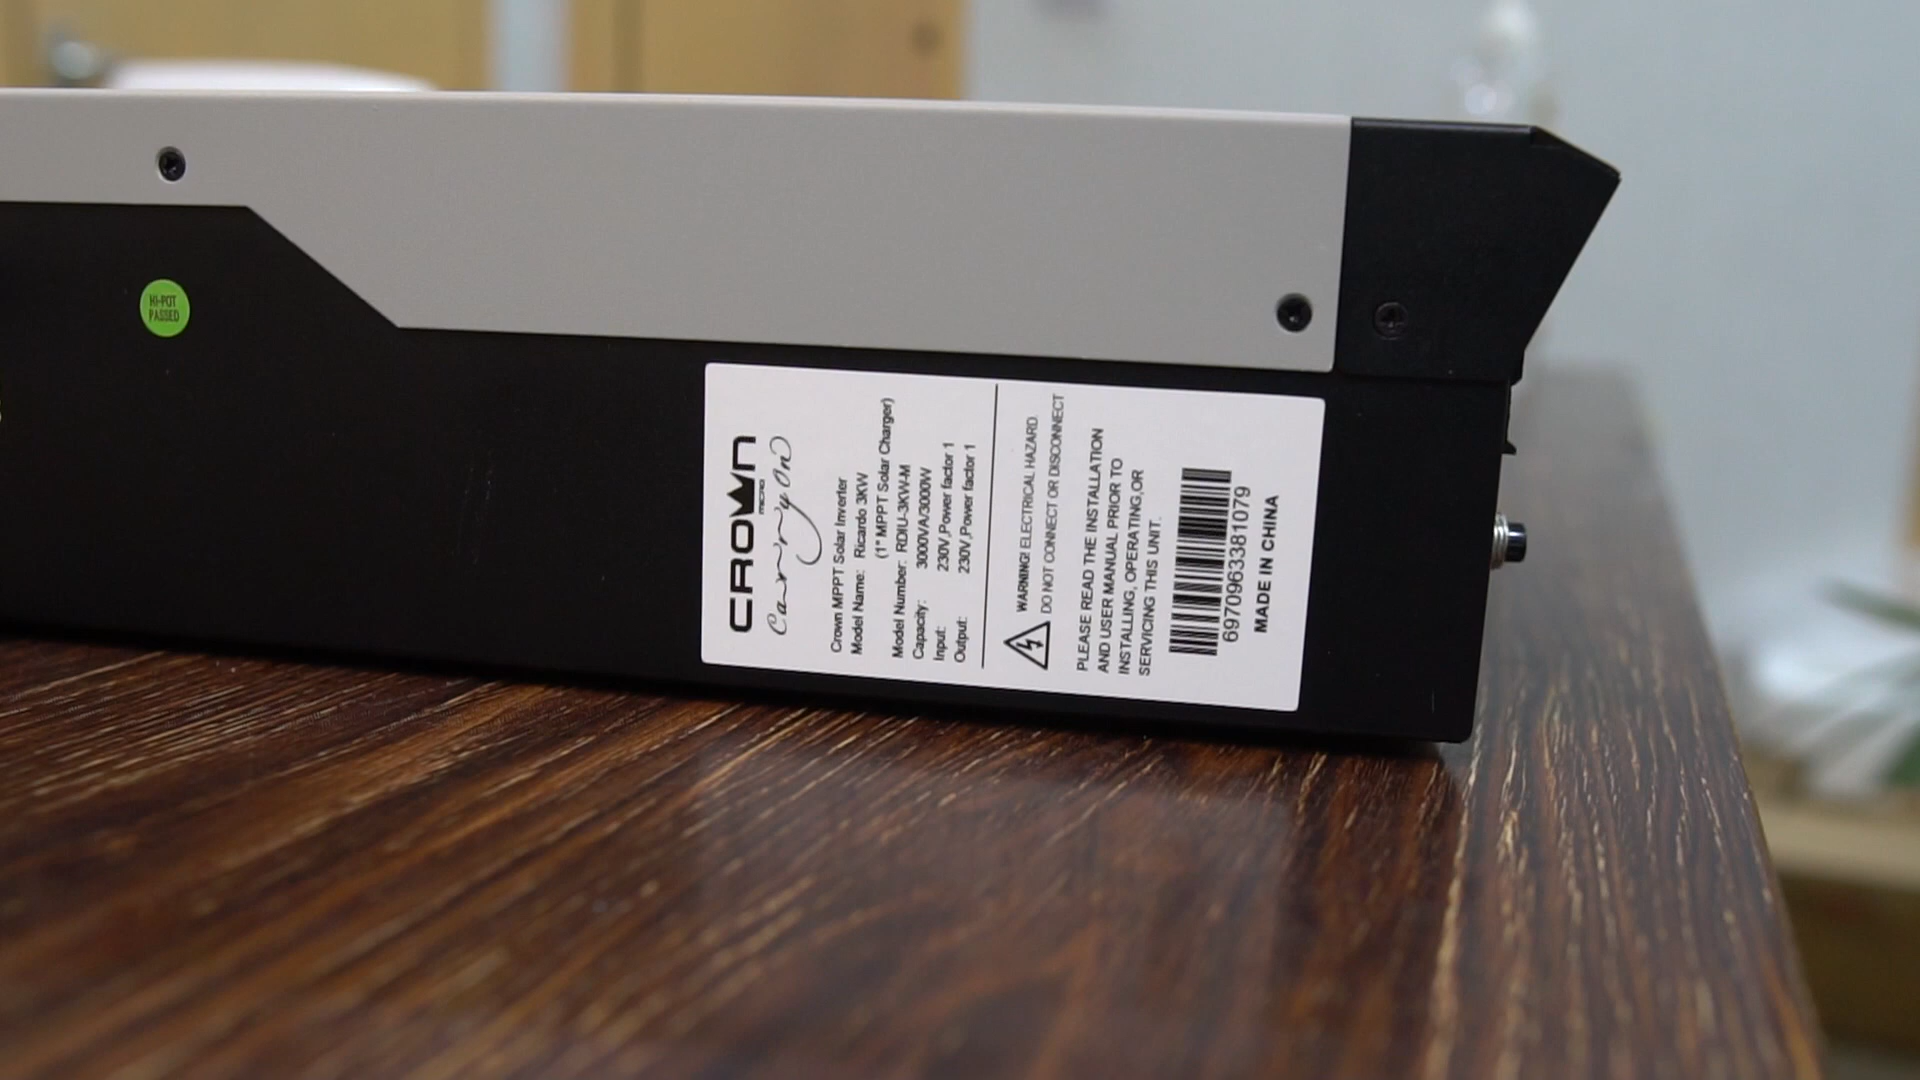 HI-POT
PASSED
CROWN
MICRO
Carry On
Crown MPPT Solar Inverter
Model Name: Ricardo 3KW
(1* MPPT Solar Charger)
Model Number: RDIU-3KW-M
Capacity: 3000VA/3000W
Input: 230V,Power factor 1
Output: 230V,Power factor 1
WARNING! ELECTRICAL HAZARD.
DO NOT CONNECT OR DISCONNECT
PLEASE READ THE INSTALLATION
AND USER MANUAL PRIOR TO
INSTALLING, OPERATING,OR
SERVICING THIS UNIT.
6970963381079
MADE IN CHINA